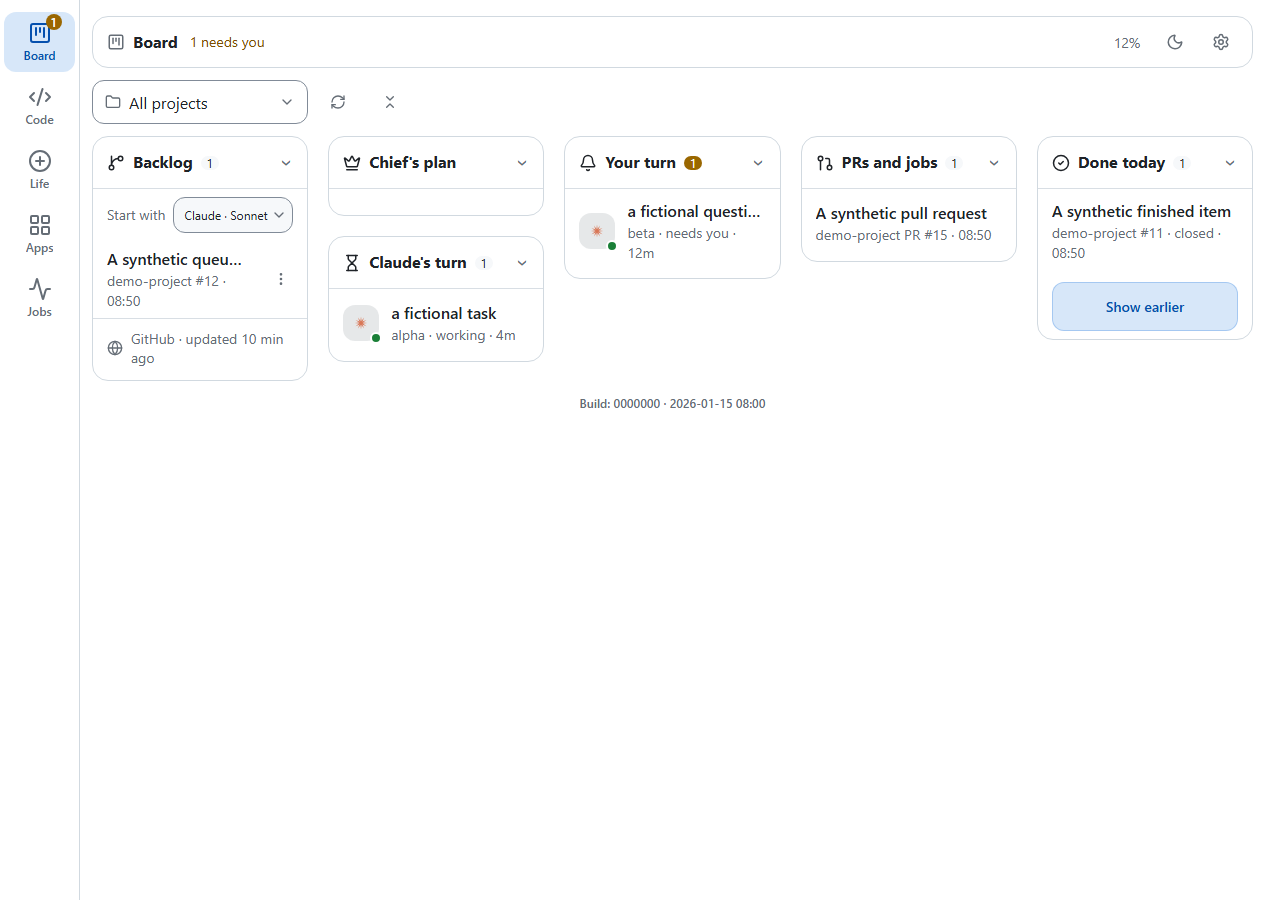 1
Board
Code
Life
Apps
Jobs
Board 1 needs you
12%
All projects
Backlog 1
Start with Claude · Sonnet
A synthetic queu...
demo-project #12 ·
08:50
GitHub · updated 10 min
ago
Chief's plan
Claude's turn 1
a fictional task
alpha · working · 4m
Your turn 1
a fictional questi...
beta · needs you ·
12m
PRs and jobs 1
A synthetic pull request
demo-project PR #15 · 08:50
Done today 1
A synthetic finished item
demo-project #11 · closed ·
08:50
Show earlier
Build: 0000000 · 2026-01-15 08:00